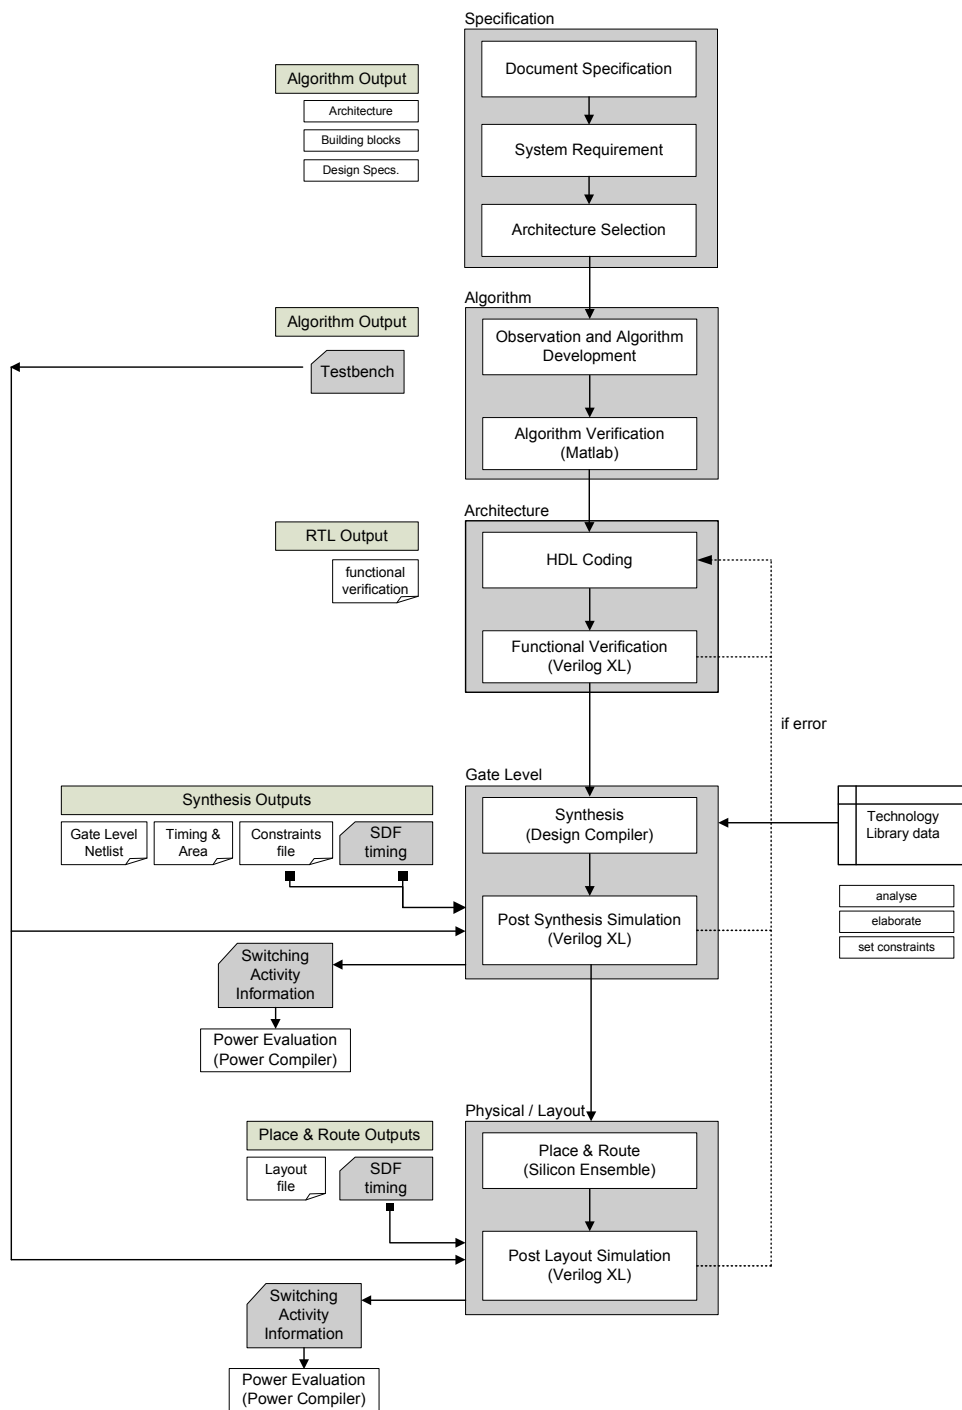 Specification
Document Specification
Algorithm Output
Architecture
Building blocks
System Requirement
Design Specs.
Architecture Selection
Algorithm
Algorithm Output
Observation and Algorithm
Development
Testbench
Algorithm Verification
(Matlab)
Architecture
RTL Output
HDL Coding
functional
verification
Functional Verification
(Verilog XL)
if error
Gate Level
Synthesis Outputs
Synthesis
(Design Compiler)
Technology
Library data
Gate Level
Netlist
Timing &
Area
Constraints
file
SDF
timing
analyse
elaborate
set constraints
Post Synthesis Simulation
(Verilog XL)
Switching
Activity
Information
Power Evaluation
(Power Compiler)
Physical / Layout
Place & Route Outputs
Place & Route
(Silicon Ensemble)
Layout
file
SDF
timing
Post Layout Simulation
(Verilog XL)
Switching
Activity
Information
Power Evaluation
(Power Compiler)